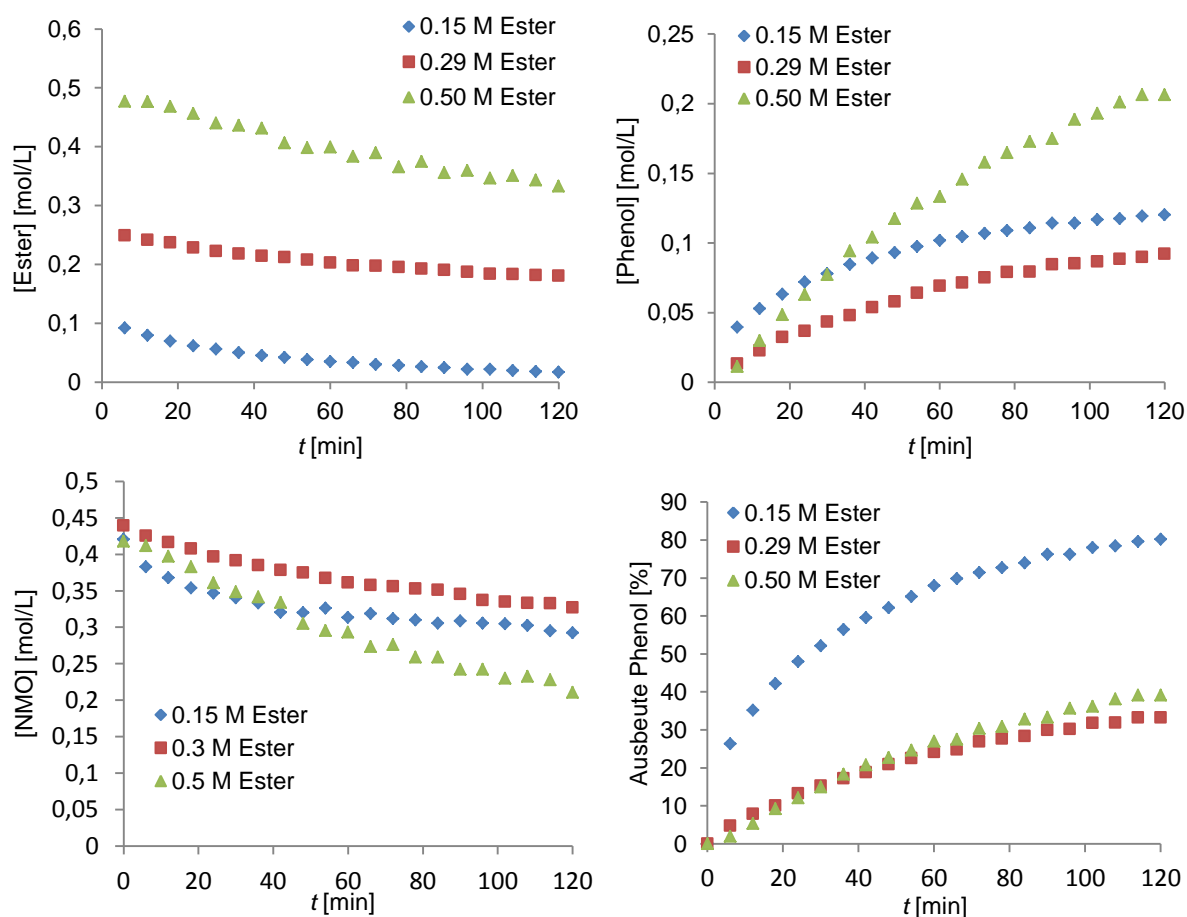 0.15 M Ester
0.29 M Ester
0.50 M Ester
0,6
0,5
0,4
0,3
0,2
0,1
0
[Ester] [mol/L]
0 20 40 60 80 100 120
t [min]
0.15 M Ester
0.29 M Ester
0.50 M Ester
0,25
0,2
0,15
0,1
0,05
0
[Phenol] [mol/L]
0 20 40 60 80 100 120
t [min]
0,5
0,45
0,4
0,35
0,3
0,25
0,2
0,15
0,1
0,05
0
[NMO] [mol/L]
0.15 M Ester
0.3 M Ester
0.5 M Ester
0 20 40 60 80 100 120
t [min]
90
80
70
60
50
40
30
20
10
0
Ausbeute Phenol [%]
0.15 M Ester
0.29 M Ester
0.50 M Ester
0 20 40 60 80 100 120
t [min]